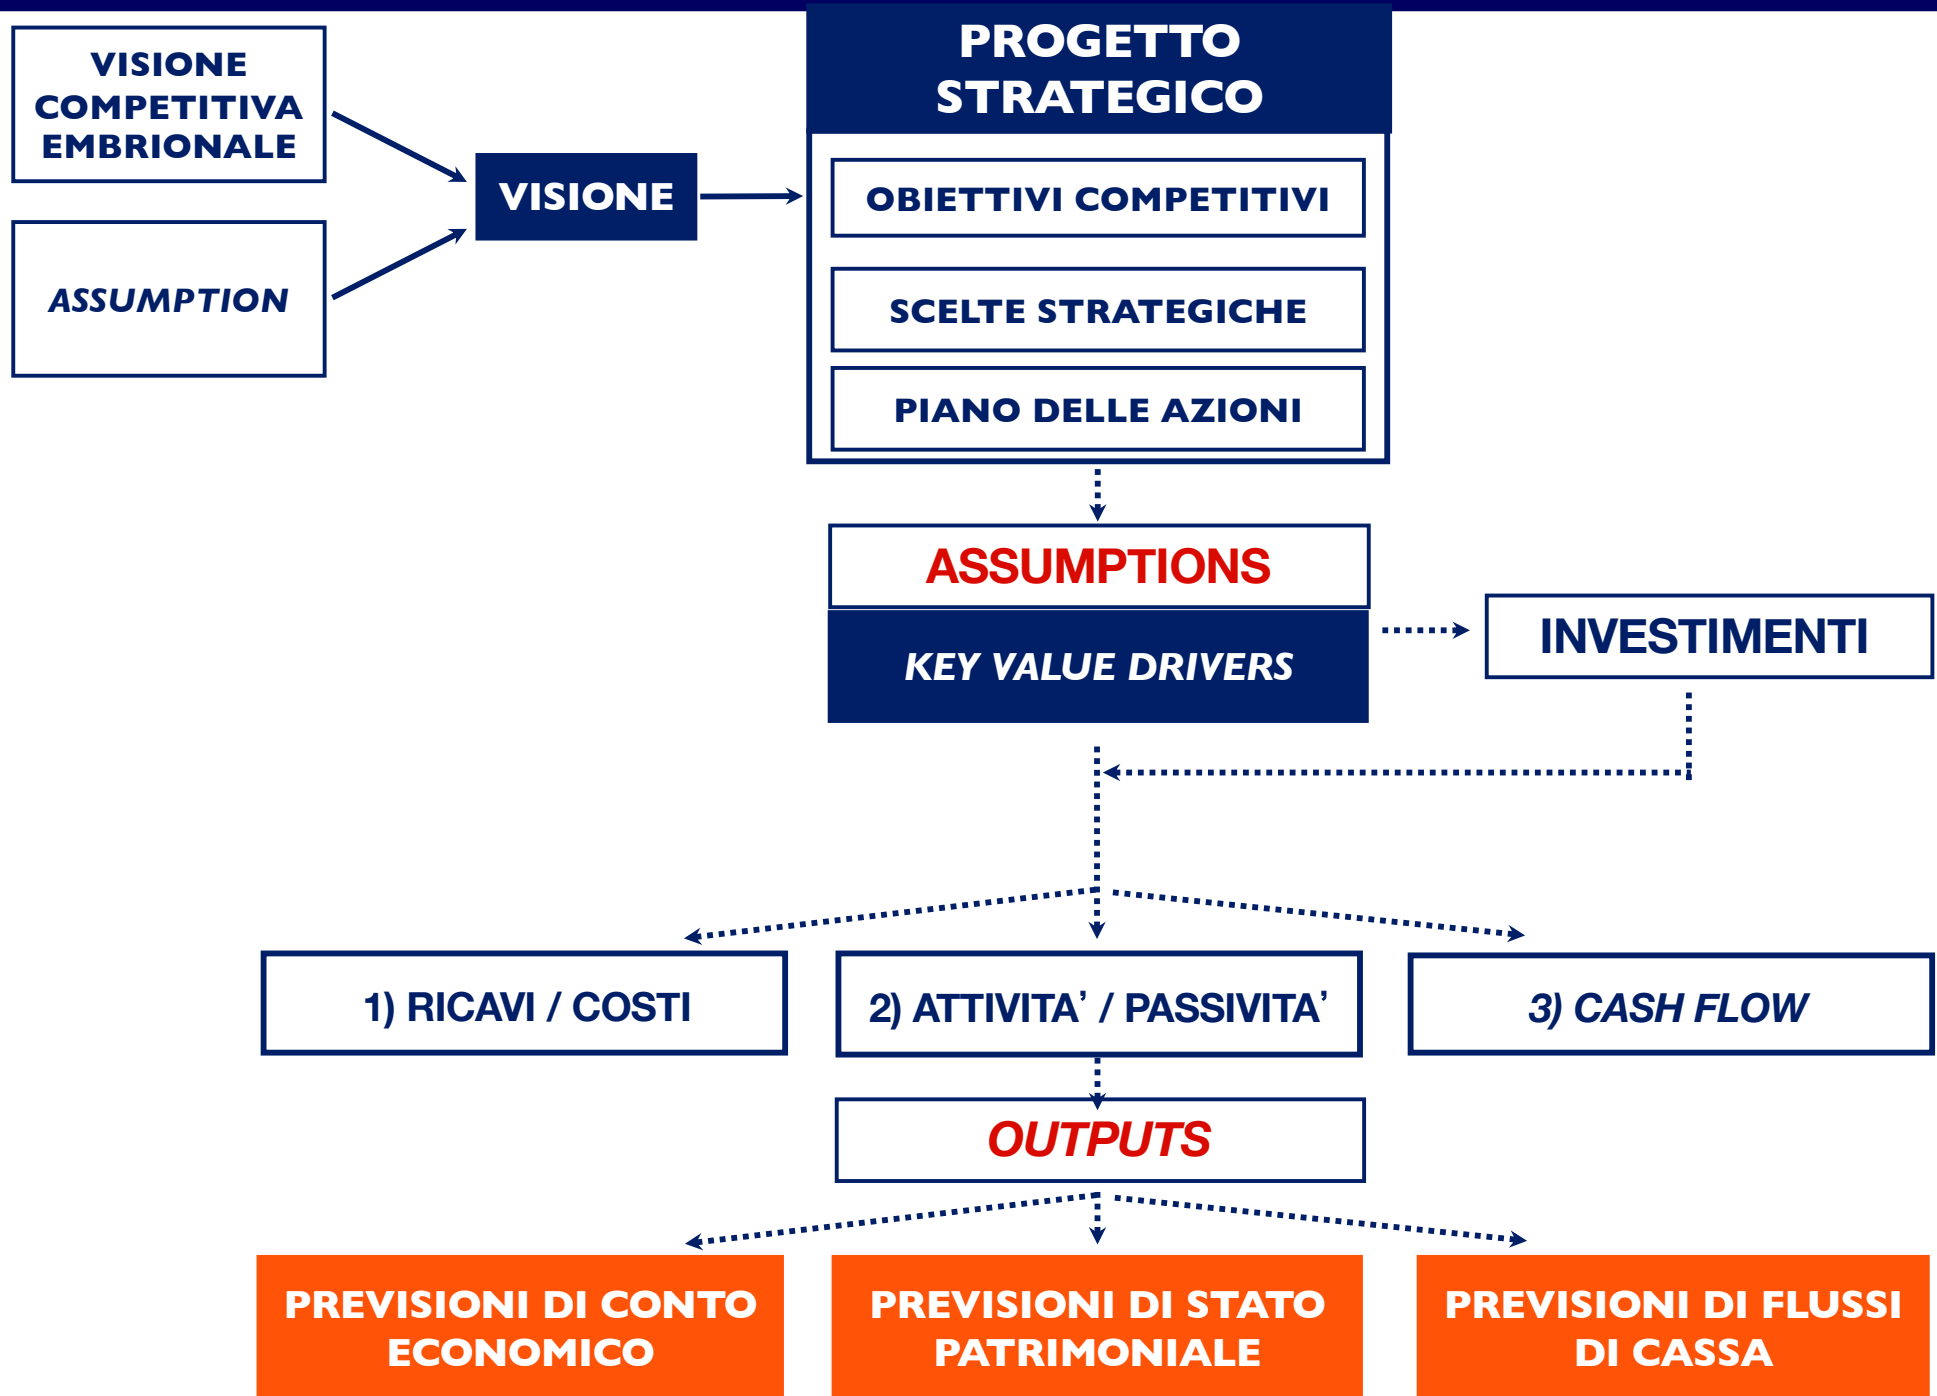 VISIONE
COMPETITIVA
EMBRIONALE
ASSUMPTION
VISIONE
PROGETTO
STRATEGICO
OBIETTIVI COMPETITIVI
SCELTE STRATEGICHE
PIANO DELLE AZIONI
ASSUMPTIONS
KEY VALUE DRIVERS
INVESTIMENTI
1) RICAVI / COSTI
2) ATTIVITA’ / PASSIVITA’
3) CASH FLOW
OUTPUTS
PREVISIONI DI CONTO
ECONOMICO
PREVISIONI DI STATO
PATRIMONIALE
PREVISIONI DI FLUSSI
DI CASSA